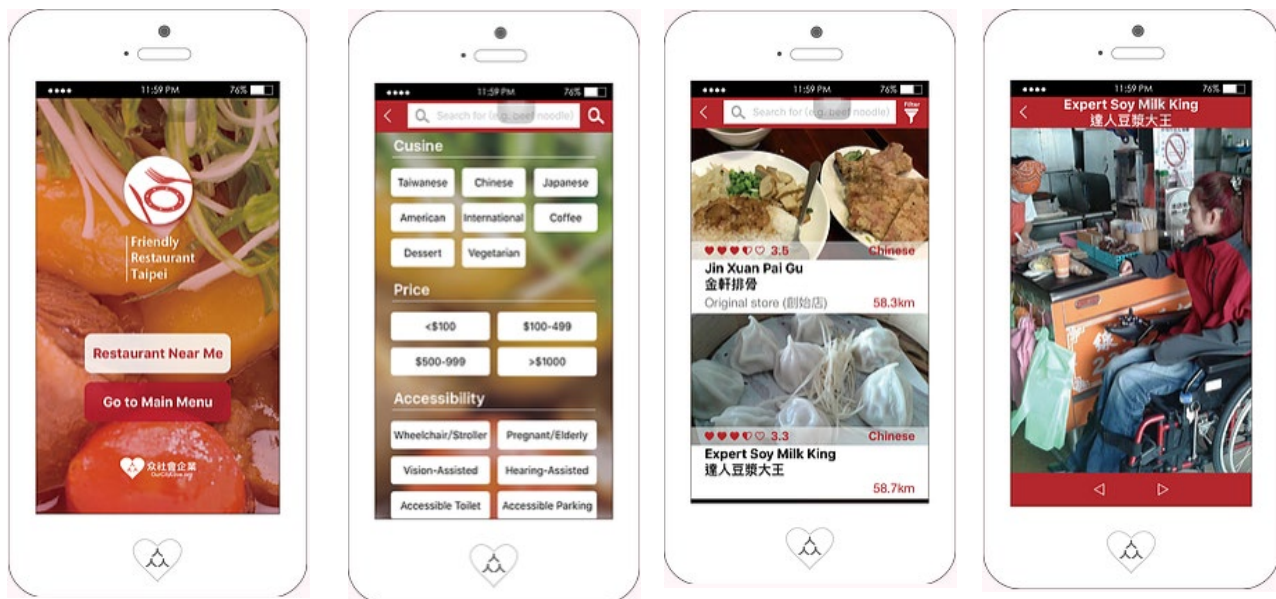 11:59 PM
76%
Friendly
Restaurant
Taipei
Restaurant Near Me
Go to Main Menu
众社會企業
OurCityLove.org
11:59 PM
76%
Search for (e.g. beef noodle)
Cusine
Taiwanese
Chinese
Japanese
American
International
Coffee
Dessert
Vegetarian
Price
<$100
$100-499
$500-999
>$1000
Accessibility
Wheelchair/Stroller
Pregnant/Elderly
Vision-Assisted
Hearing-Assisted
Accessible Toilet
Accessible Parking
11:59 PM
76%
Search for (e.g. beef noodle)
Filter
3.5
Chinese
Jin Xuan Pai Gu
金軒排骨
Original store (創始店)
58.3km
3.3
Chinese
Expert Soy Milk King
達人豆漿大王
58.7km
11:59 PM
76%
Expert Soy Milk King
達人豆漿大王